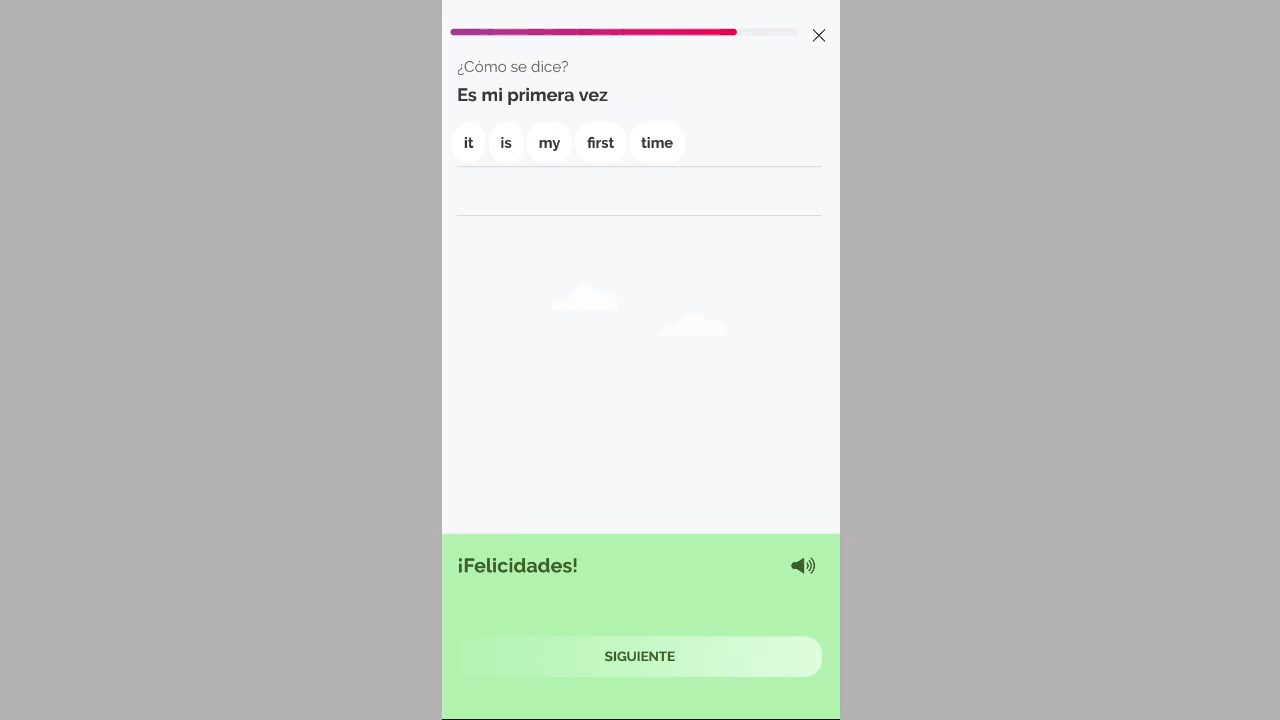 ¿Cómo se dice?
Es mi primera vez
it is my first time
¡Felicidades!
SIGUIENTE